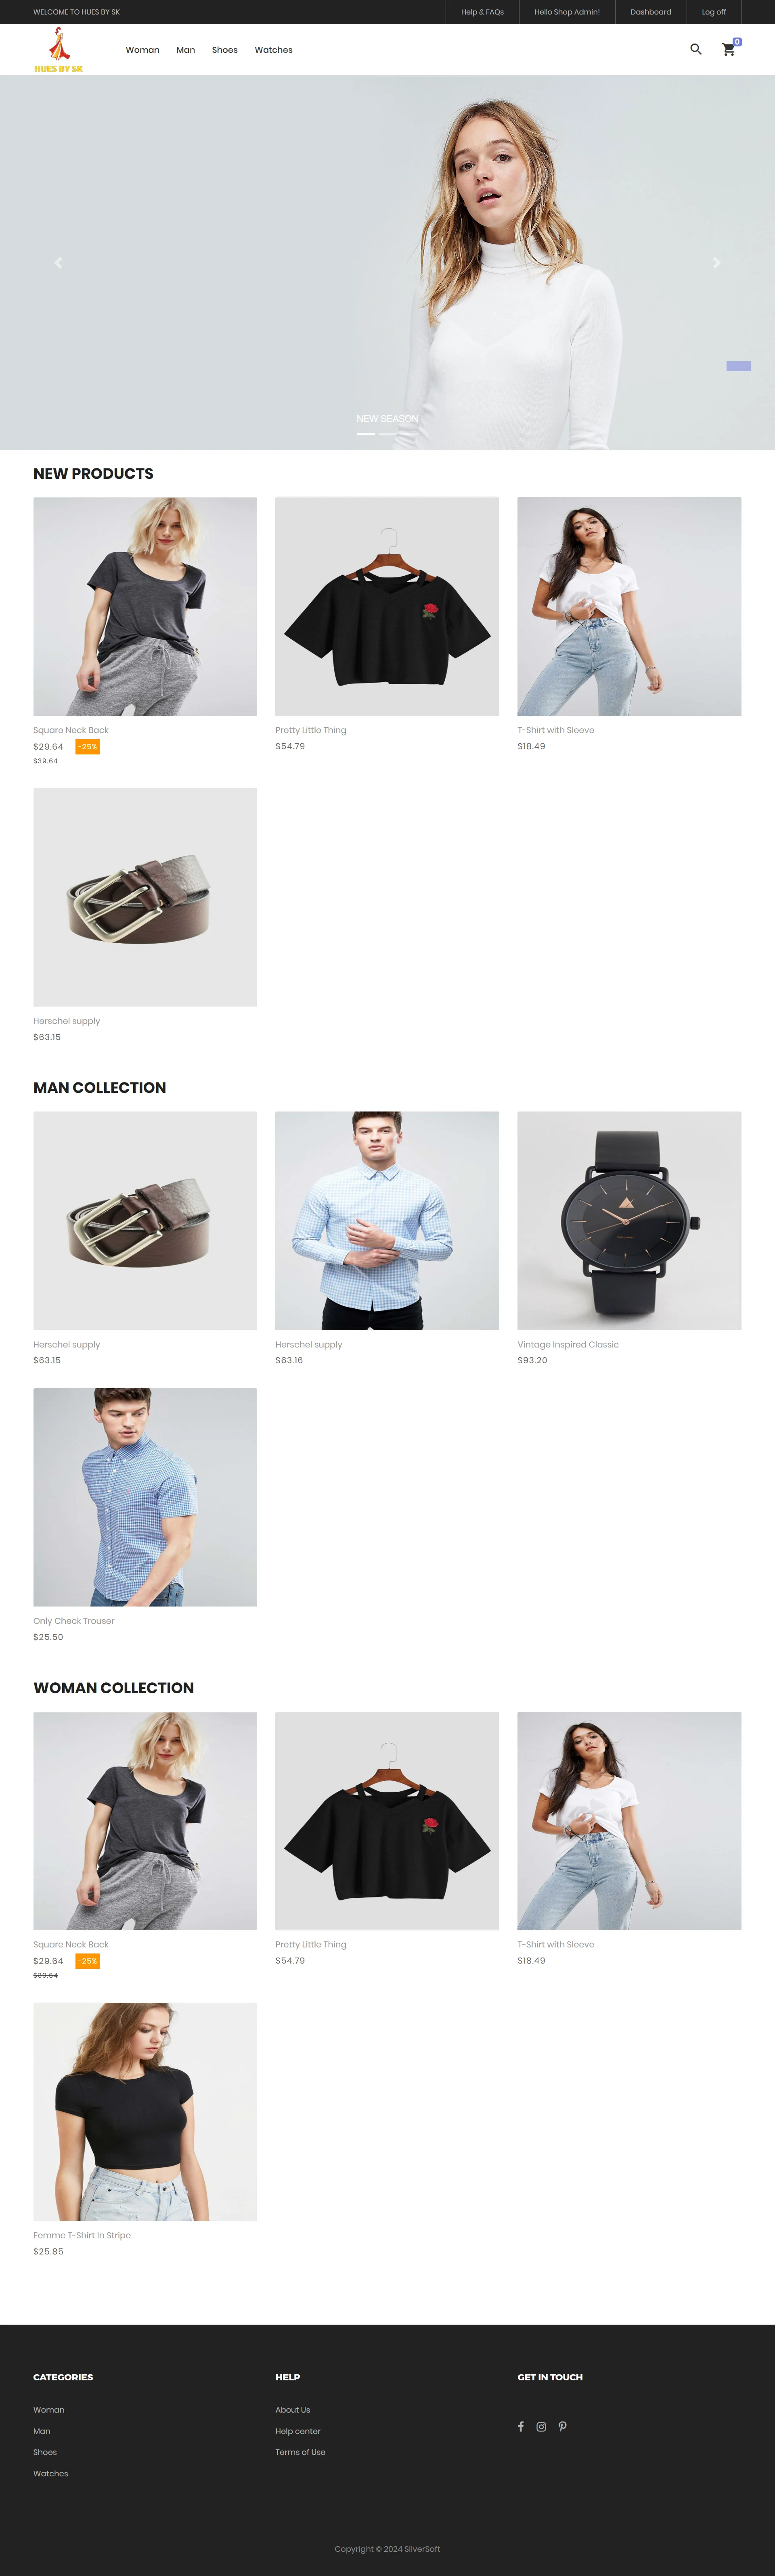 WELCOME TO HUES BY SK
Help & FAQs
Hello Shop Admin!
Dashboard
Log off
HUES BY SK
Woman
Man
Shoes
Watches
0
NEW SEASON
NEW PRODUCTS
Square Neck Back
$29.64 -25%
$39.64
Pretty Little Thing
$54.79
T-Shirt with Sleeve
$18.49
Herschel supply
$63.15
MAN COLLECTION
Herschel supply
$63.15
Herschel supply
$63.16
Vintage Inspired Classic
$93.20
Only Check Trouser
$25.50
WOMAN COLLECTION
Square Neck Back
$29.64 -25%
$39.64
Pretty Little Thing
$54.79
T-Shirt with Sleeve
$18.49
Femme T-Shirt In Stripe
$25.85
CATEGORIES
Woman
Man
Shoes
Watches
HELP
About Us
Help center
Terms of Use
GET IN TOUCH
Copyright © 2024 SilverSoft